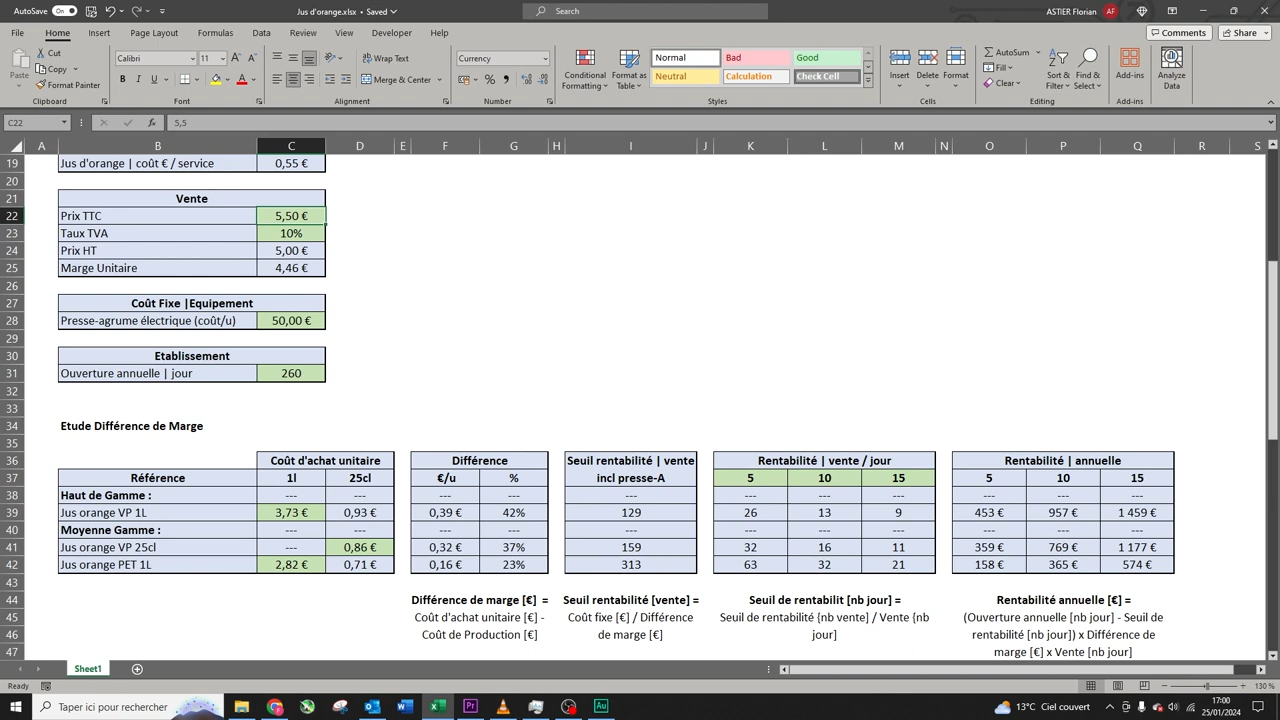 AutoSave On Jus d'orange.xlsx • Saved Search ASTIER Florian AF
File Home Insert Page Layout Formulas Data Review View Developer Help Comments Share
Paste Cut Calibri 11 Wrap Text Currency Conditional Formatting Format as Table Normal Bad Good Insert Delete Format AutoSum Sort & Filter Find & Select Add-ins Analyze Data
Copy Fill
Format Painter B I U Merge & Center % Neutral Calculation Check Cell Clear
Clipboard Font Alignment Number Styles Cells Editing Add-ins
C22 fx 5,5
A B C D E F G H I J K L M N O P Q R S
19 Jus d'orange | coût € / service 0,55 €
20
21 Vente
22 Prix TTC 5,50 €
23 Taux TVA 10%
24 Prix HT 5,00 €
25 Marge Unitaire 4,46 €
26
27 Coût Fixe |Equipement
28 Presse-agrume électrique (coût/u) 50,00 €
29
30 Etablissement
31 Ouverture annuelle | jour 260
32
33
34 Etude Différence de Marge
35
36 Coût d'achat unitaire Différence Seuil rentabilité | vente Rentabilité | vente / jour Rentabilité | annuelle
37 Référence 1l 25cl €/u % incl presse-A 5 10 15 5 10 15
38 Haut de Gamme : --- --- --- --- --- --- --- --- --- --- ---
39 Jus orange VP 1L 3,73 € 0,93 € 0,39 € 42% 129 26 13 9 453 € 957 € 1 459 €
40 Moyenne Gamme : --- --- --- --- --- --- --- --- --- --- ---
41 Jus orange VP 25cl --- 0,86 € 0,32 € 37% 159 32 16 11 359 € 769 € 1 177 €
42 Jus orange PET 1L 2,82 € 0,71 € 0,16 € 23% 313 63 32 21 158 € 365 € 574 €
43
44 Différence de marge [€] = Seuil rentabilité [vente] = Seuil de rentabilit [nb jour] = Rentabilité annuelle [€] =
45 Coût d'achat unitaire [€] - Coût fixe [€] / Différence Seuil de rentabilité {nb vente] / Vente {nb (Ouverture annuelle [nb jour] - Seuil de
46 Coût de Production [€] de marge [€] jour] rentabilité [nb jour]) x Différence de
47 marge [€] x Vente [nb jour]
Sheet1
Ready 130 %
Taper ici pour rechercher 13°C Ciel couvert 17:00
25/01/2024